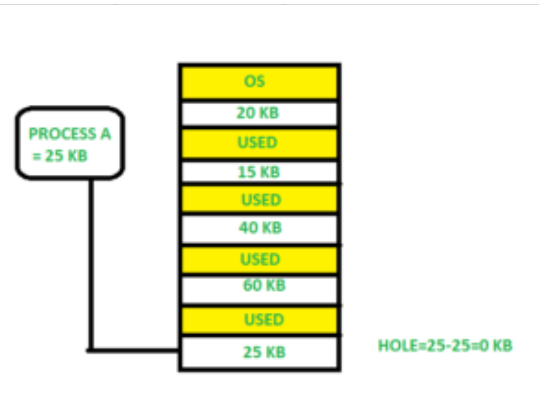 OS
20 KB
PROCESS A
= 25 KB
USED
15 KB
USED
40 KB
USED
60 KB
USED
25 KB
HOLE=25-25=0 KB